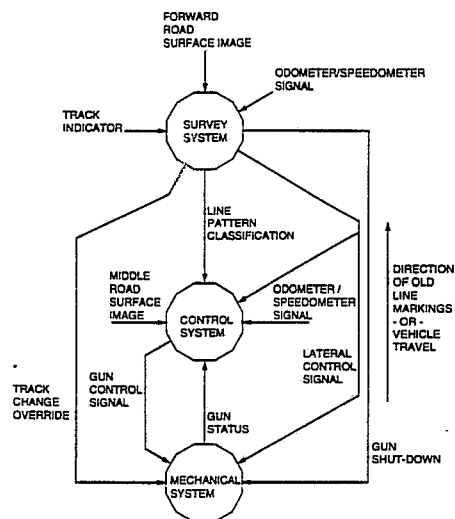 FORWARD
ROAD
SURFACE IMAGE
ODOMETER/SPEEDOMETER
SIGNAL
TRACK
INDICATOR
SURVEY
SYSTEM
LINE
PATTERN
CLASSIFICATION
MIDDLE
ROAD
SURFACE
IMAGE
ODOMETER /
SPEEDOMETER
SIGNAL
CONTROL
SYSTEM
DIRECTION
OF OLD
LINE
MARKINGS
- OR -
VEHICLE
TRAVEL
LATERAL
CONTROL
SIGNAL
GUN
CONTROL
SIGNAL
TRACK
CHANGE
OVERRIDE
GUN
STATUS
GUN
SHUT-DOWN
MECHANICAL
SYSTEM